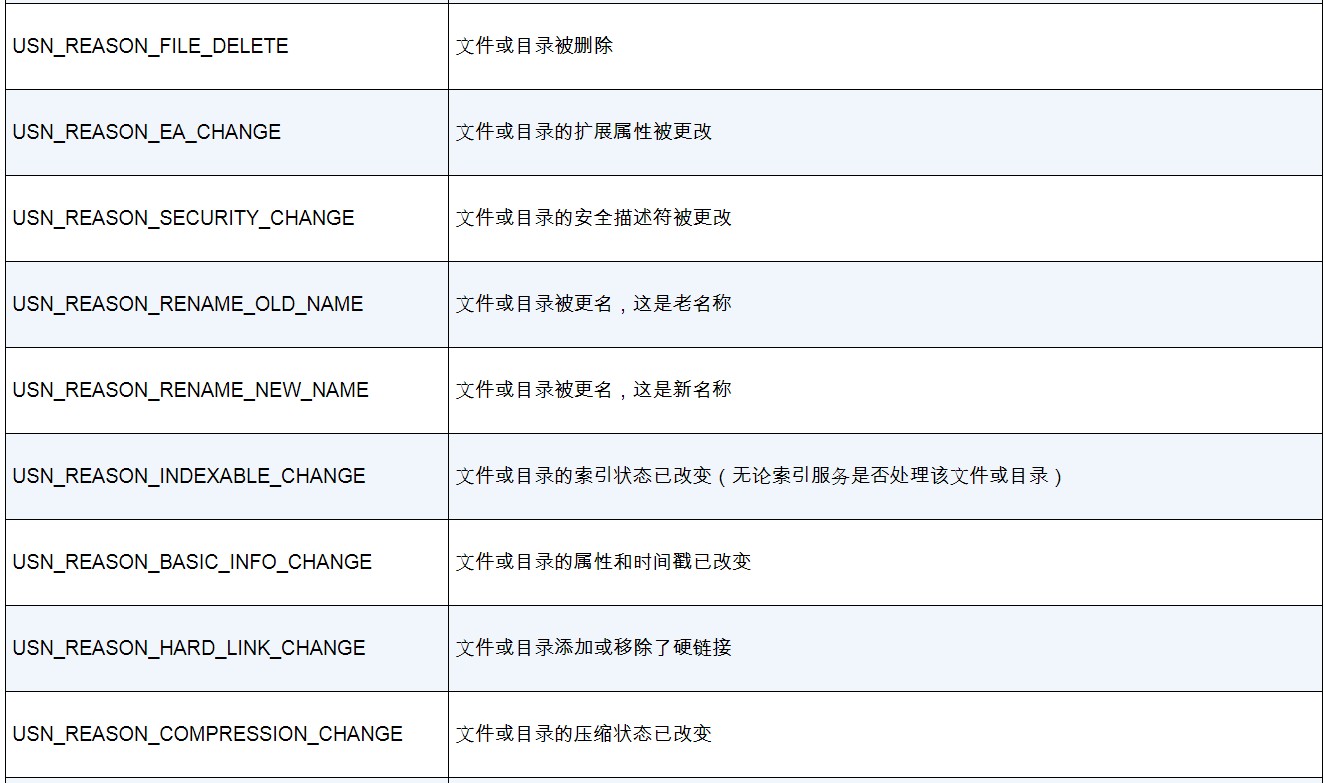 USN_REASON_FILE_DELETE 文件或目录被删除
USN_REASON_EA_CHANGE 文件或目录的扩展属性被更改
USN_REASON_SECURITY_CHANGE 文件或目录的安全描述符被更改
USN_REASON_RENAME_OLD_NAME 文件或目录被更名，这是老名称
USN_REASON_RENAME_NEW_NAME 文件或目录被更名，这是新名称
USN_REASON_INDEXABLE_CHANGE 文件或目录的索引状态已改变（无论索引服务是否处理该文件或目录）
USN_REASON_BASIC_INFO_CHANGE 文件或目录的属性和时间戳已改变
USN_REASON_HARD_LINK_CHANGE 文件或目录添加或移除了硬链接
USN_REASON_COMPRESSION_CHANGE 文件或目录的压缩状态已改变